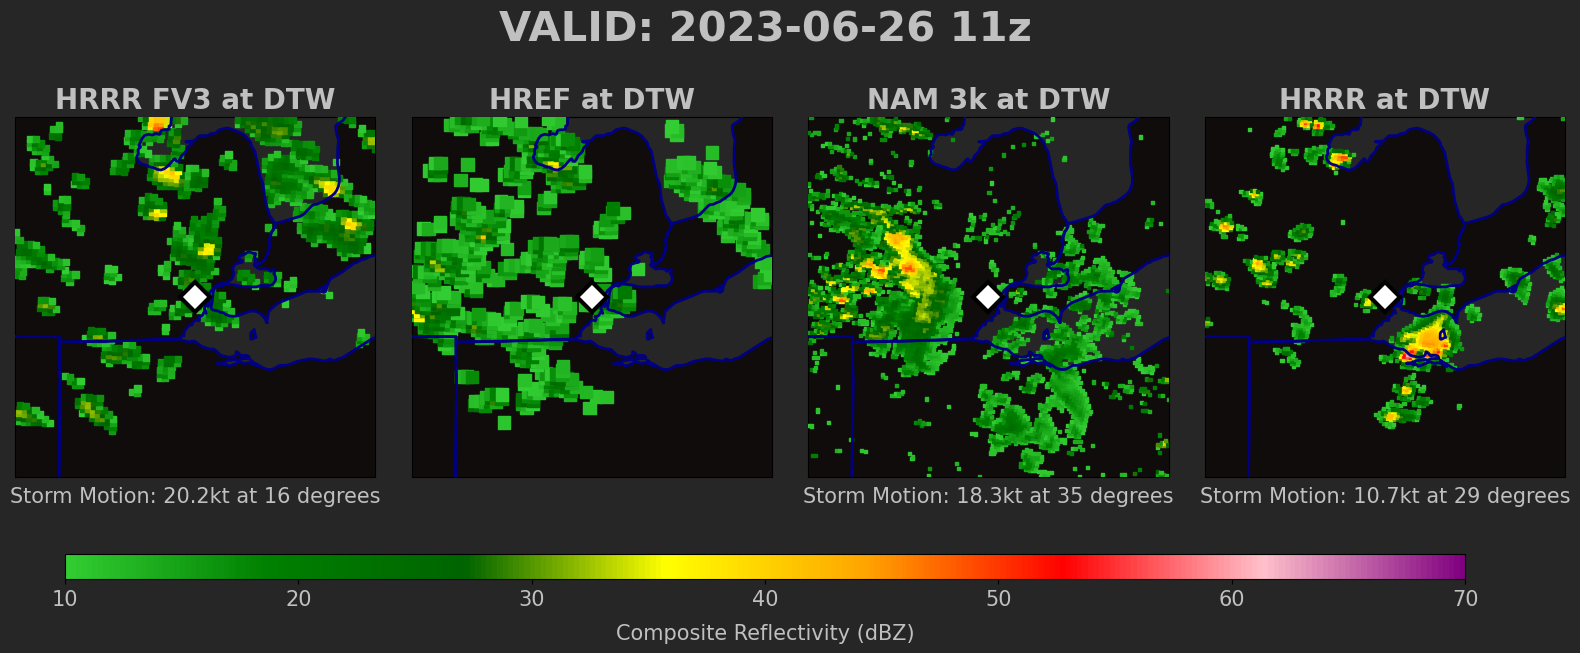 VALID: 2023-06-26 11z
HRRR FV3 at DTW
HREF at DTW
NAM 3k at DTW
HRRR at DTW
Storm Motion: 20.2kt at 16 degrees
Storm Motion: 18.3kt at 35 degrees
Storm Motion: 10.7kt at 29 degrees
10 20 30 40 50 60 70
Composite Reflectivity (dBZ)